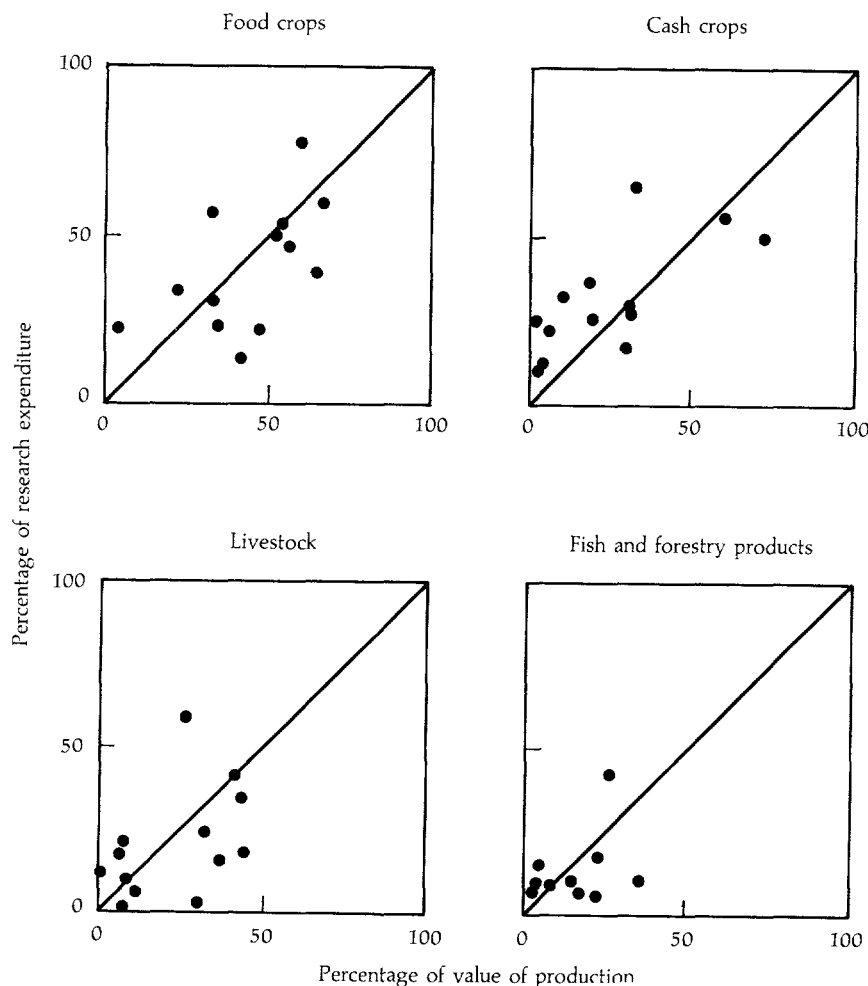 Food crops
Cash crops
100
50
0
0 50 100
0 50 100
Percentage of research expenditure
Livestock
Fish and forestry products
100
50
0
0 50 100
0 50 100
Percentage of value of production